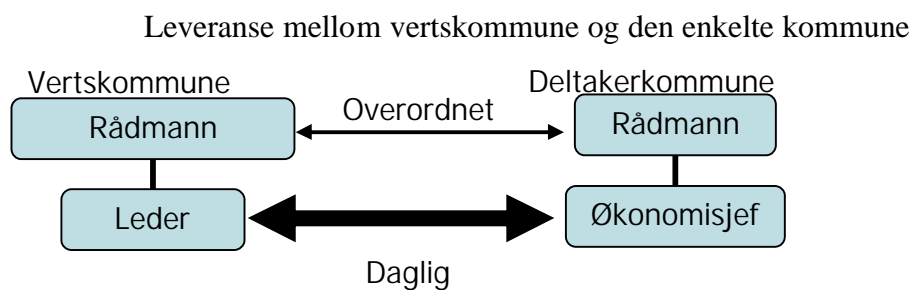 Leveranse mellom vertskommune og den enkelte kommune
Vertskommune
Deltakerkommune
Rådmann
Overordnet
Rådmann
Leder
Økonomisjef
Daglig